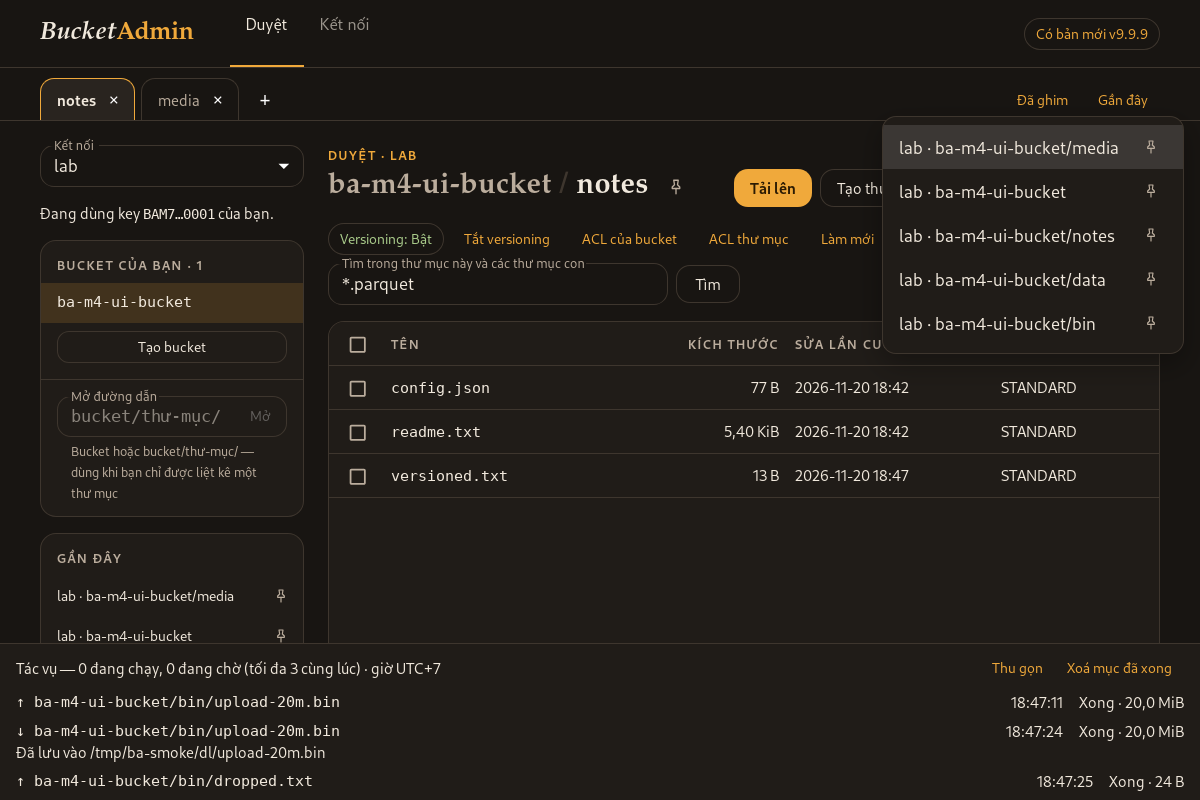 BucketAdmin
Duyệt
Kết nối
Có bản mới v9.9.9
notes ×
media ×
+
Đã ghim
Gần đây
Kết nối
lab
Đang dùng key BAM7…0001 của bạn.
BUCKET CỦA BẠN · 1
ba-m4-ui-bucket
Tạo bucket
Mở đường dẫn
bucket/thư-mục/ Mở
Bucket hoặc bucket/thư-mục/ —
dùng khi bạn chỉ được liệt kê một
thư mục
GẦN ĐÂY
lab · ba-m4-ui-bucket/media
lab · ba-m4-ui-bucket
DUYỆT · LAB
ba-m4-ui-bucket / notes
Tải lên
Tạo thư
Versioning: Bật
Tắt versioning
ACL của bucket
ACL thư mục
Làm mới
Tìm trong thư mục này và các thư mục con
*.parquet
Tìm
lab · ba-m4-ui-bucket/media
lab · ba-m4-ui-bucket
lab · ba-m4-ui-bucket/notes
lab · ba-m4-ui-bucket/data
lab · ba-m4-ui-bucket/bin
TÊN KÍCH THƯỚC SỬA LẦN CU
config.json 77 B 2026-11-20 18:42 STANDARD
readme.txt 5,40 KiB 2026-11-20 18:42 STANDARD
versioned.txt 13 B 2026-11-20 18:47 STANDARD
Tác vụ — 0 đang chạy, 0 đang chờ (tối đa 3 cùng lúc) · giờ UTC+7
Thu gọn
Xoá mục đã xong
↑ ba-m4-ui-bucket/bin/upload-20m.bin 18:47:11 Xong · 20,0 MiB
↓ ba-m4-ui-bucket/bin/upload-20m.bin 18:47:24 Xong · 20,0 MiB
Đã lưu vào /tmp/ba-smoke/dl/upload-20m.bin
↑ ba-m4-ui-bucket/bin/dropped.txt 18:47:25 Xong · 24 B